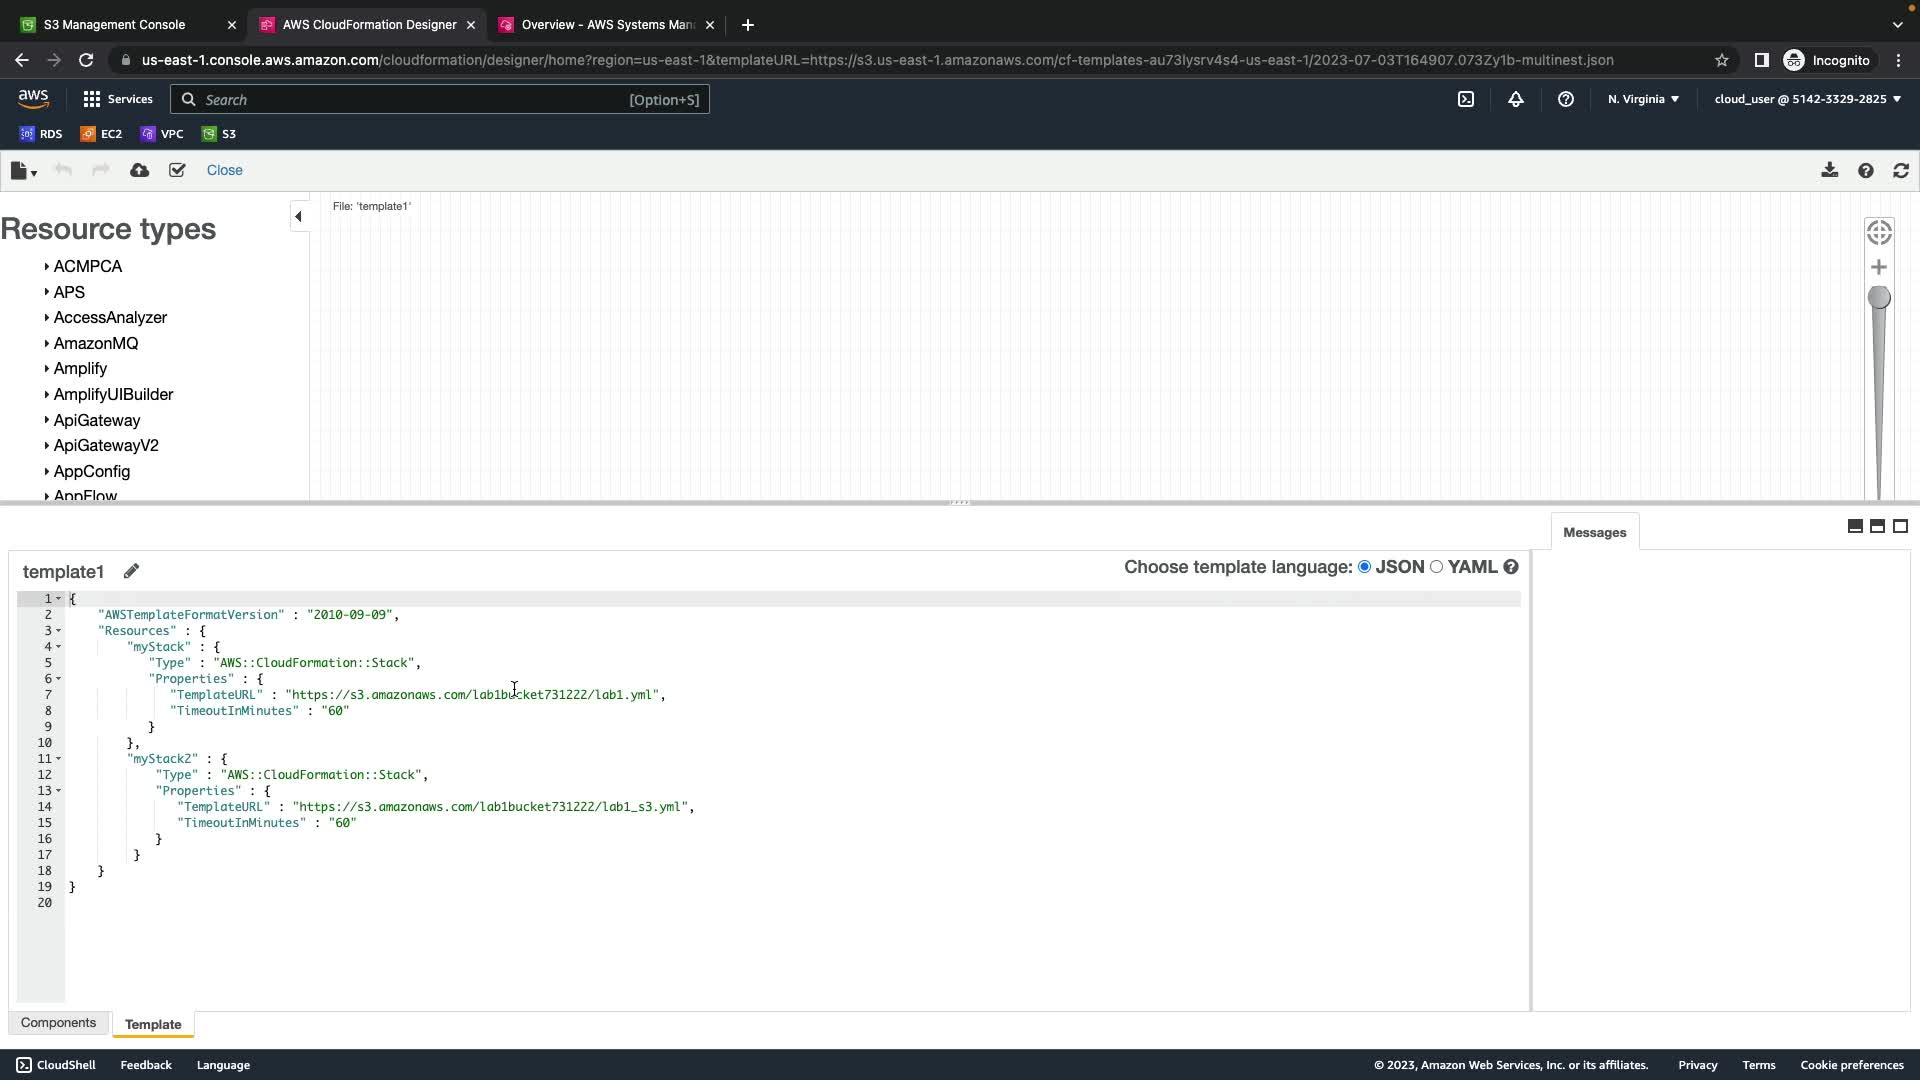 S3 Management Console
AWS CloudFormation Designer
Overview - AWS Systems Man
us-east-1.console.aws.amazon.com/cloudformation/designer/home?region=us-east-1&templateURL=https://s3.us-east-1.amazonaws.com/cf-templates-au73lysrv4s4-us-east-1/2023-07-03T164907.073Zy1b-multinest.json
Incognito
aws
Services
Search
[Option+S]
N. Virginia
cloud_user @ 5142-3329-2825
RDS
EC2
VPC
S3
Close
File: 'template1'
Resource types
ACMPCA
APS
AccessAnalyzer
AmazonMQ
Amplify
AmplifyUIBuilder
ApiGateway
ApiGatewayV2
AppConfig
AppFlow
Messages
template1
Choose template language: JSON YAML
1 {
2 "AWSTemplateFormatVersion" : "2010-09-09",
3 "Resources" : {
4 "myStack" : {
5 "Type" : "AWS::CloudFormation::Stack",
6 "Properties" : {
7 "TemplateURL" : "https://s3.amazonaws.com/lab1bucket731222/lab1.yml",
8 "TimeoutInMinutes" : "60"
9 }
10 },
11 "myStack2" : {
12 "Type" : "AWS::CloudFormation::Stack",
13 "Properties" : {
14 "TemplateURL" : "https://s3.amazonaws.com/lab1bucket731222/lab1_s3.yml",
15 "TimeoutInMinutes" : "60"
16 }
17 }
18 }
19 }
20
Components
Template
CloudShell
Feedback
Language
© 2023, Amazon Web Services, Inc. or its affiliates.
Privacy
Terms
Cookie preferences